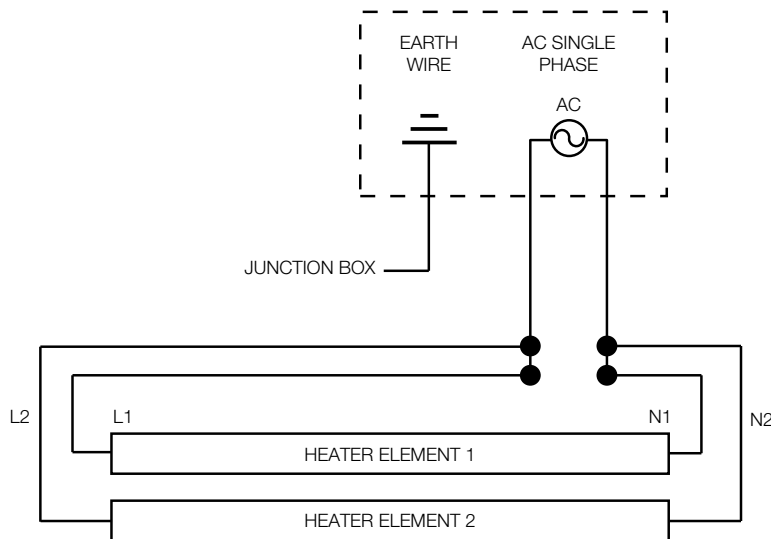 EARTH
WIRE
AC SINGLE
PHASE
AC
JUNCTION BOX
L2
L1
N1
N2
HEATER ELEMENT 1
HEATER ELEMENT 2